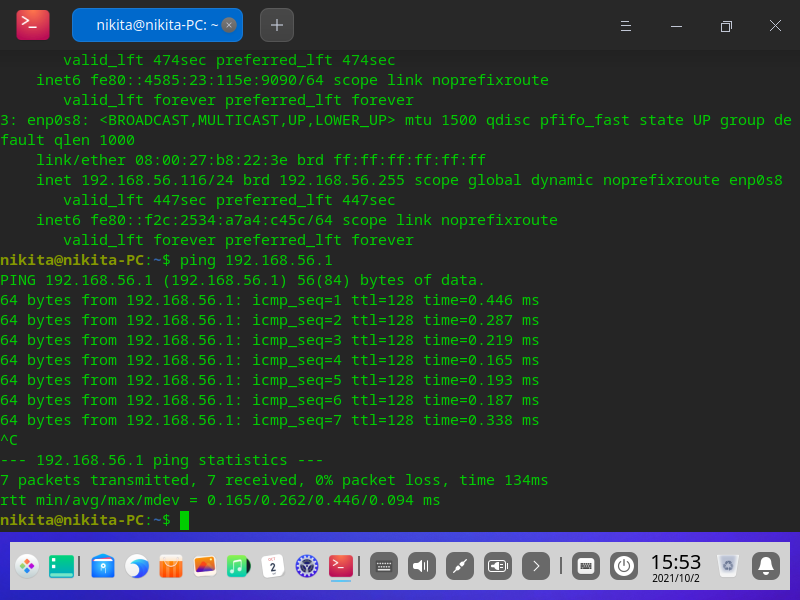 nikita@nikita-PC: ~
valid_lft 474sec preferred_lft 474sec
inet6 fe80::4585:23:115e:9090/64 scope link noprefixroute
valid_lft forever preferred_lft forever
3: enp0s8: <BROADCAST,MULTICAST,UP,LOWER_UP> mtu 1500 qdisc pfifo_fast state UP group de
fault qlen 1000
link/ether 08:00:27:b8:22:3e brd ff:ff:ff:ff:ff:ff
inet 192.168.56.116/24 brd 192.168.56.255 scope global dynamic noprefixroute enp0s8
valid_lft 447sec preferred_lft 447sec
inet6 fe80::f2c:2534:a7a4:c45c/64 scope link noprefixroute
valid_lft forever preferred_lft forever
nikita@nikita-PC:~$ ping 192.168.56.1
PING 192.168.56.1 (192.168.56.1) 56(84) bytes of data.
64 bytes from 192.168.56.1: icmp_seq=1 ttl=128 time=0.446 ms
64 bytes from 192.168.56.1: icmp_seq=2 ttl=128 time=0.287 ms
64 bytes from 192.168.56.1: icmp_seq=3 ttl=128 time=0.219 ms
64 bytes from 192.168.56.1: icmp_seq=4 ttl=128 time=0.165 ms
64 bytes from 192.168.56.1: icmp_seq=5 ttl=128 time=0.193 ms
64 bytes from 192.168.56.1: icmp_seq=6 ttl=128 time=0.187 ms
64 bytes from 192.168.56.1: icmp_seq=7 ttl=128 time=0.338 ms
^C
--- 192.168.56.1 ping statistics ---
7 packets transmitted, 7 received, 0% packet loss, time 134ms
rtt min/avg/max/mdev = 0.165/0.262/0.446/0.094 ms
nikita@nikita-PC:~$
OCT
2
15:53
2021/10/2